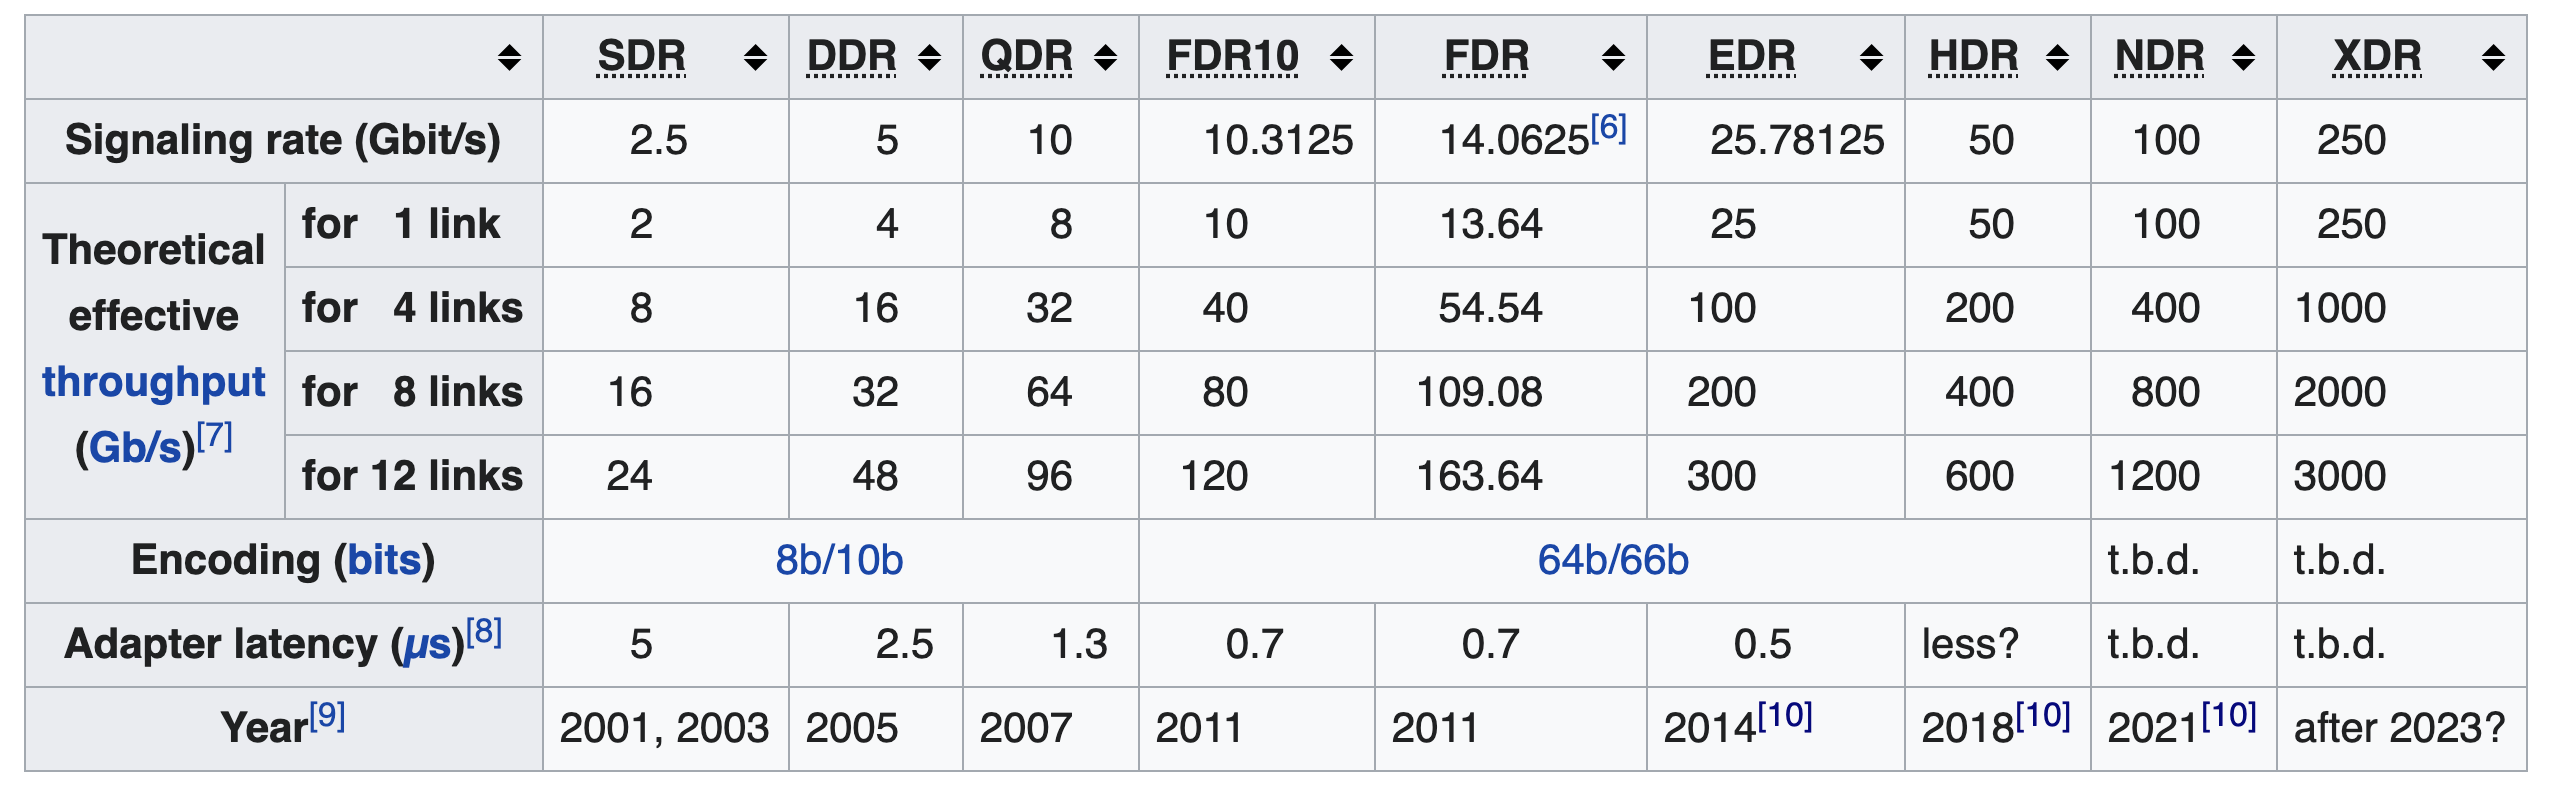 SDR DDR QDR FDR10 FDR EDR HDR NDR XDR
Signaling rate (Gbit/s) 2.5 5 10 10.3125 14.0625[6] 25.78125 50 100 250
Theoretical effective throughput (Gb/s)[7]
for 1 link 2 4 8 10 13.64 25 50 100 250
for 4 links 8 16 32 40 54.54 100 200 400 1000
for 8 links 16 32 64 80 109.08 200 400 800 2000
for 12 links 24 48 96 120 163.64 300 600 1200 3000
Encoding (bits) 8b/10b 64b/66b t.b.d. t.b.d.
Adapter latency (μs)[8] 5 2.5 1.3 0.7 0.7 0.5 less? t.b.d. t.b.d.
Year[9] 2001, 2003 2005 2007 2011 2011 2014[10] 2018[10] 2021[10] after 2023?